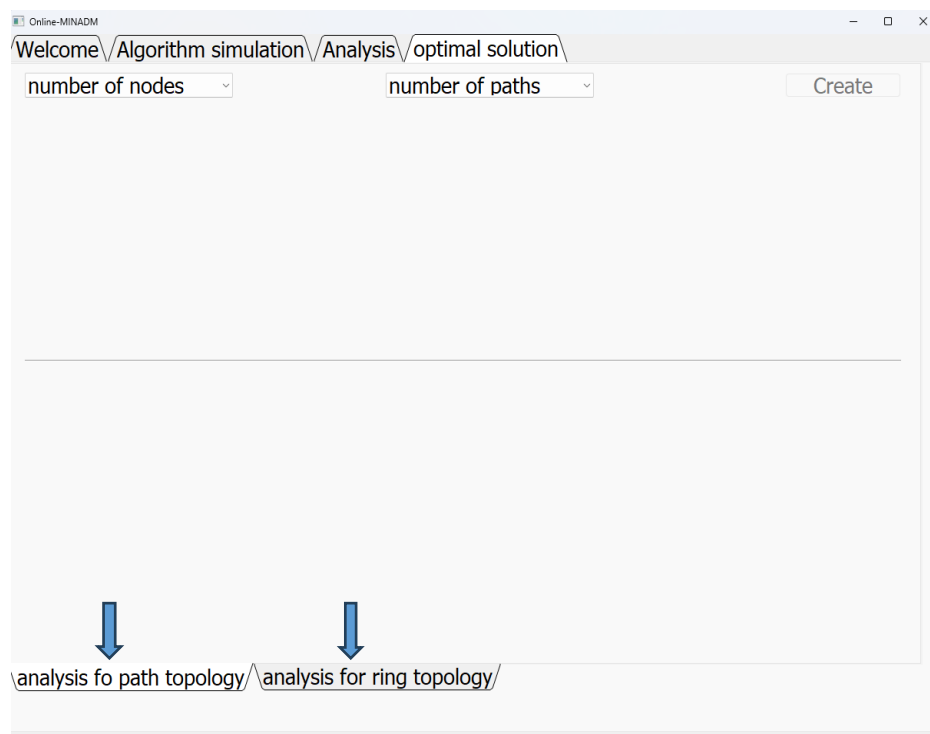 Online-MINADM
Welcome Algorithm simulation Analysis optimal solution
number of nodes number of paths Create
analysis fo path topology analysis for ring topology